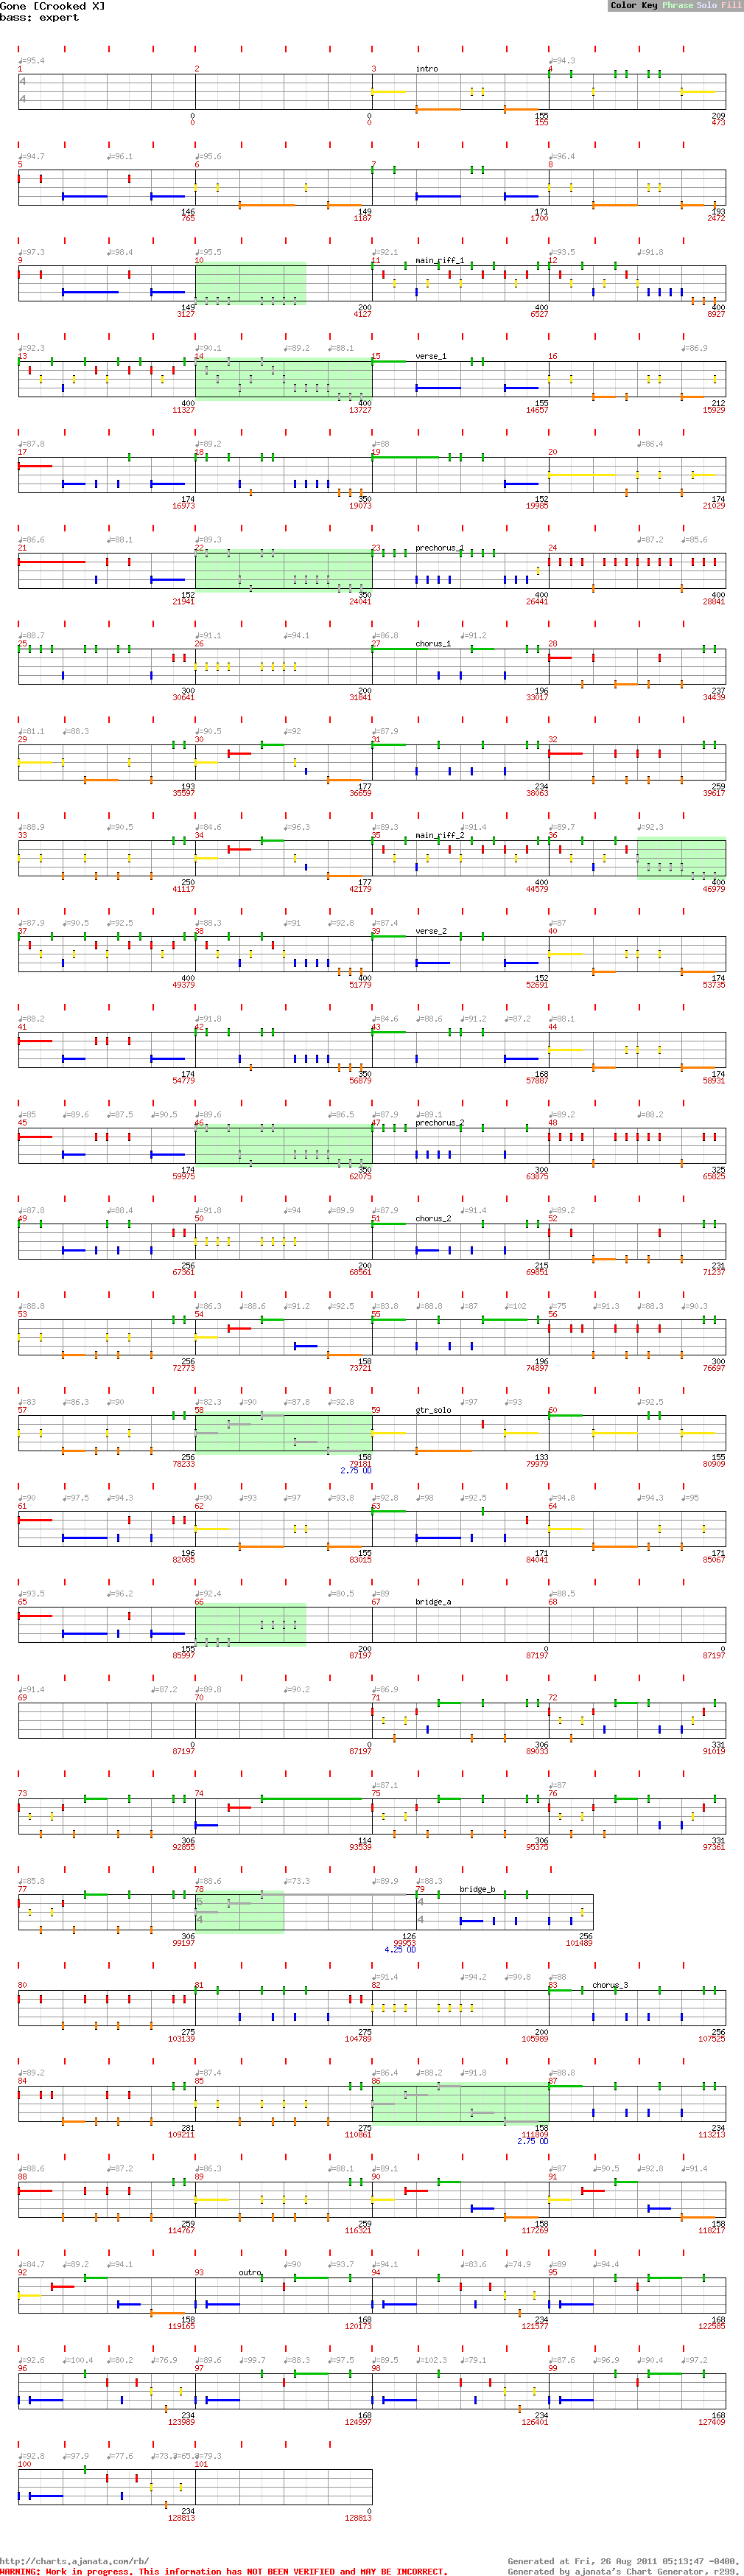 Gone [Crooked X]
bass: expert
Color Key Phrase Solo Fill
♩=95.4 ♩=94.3
1 2 3 intro 4
4
4
0 0 155 209
0 0 155 473
♩=94.7 ♩=96.1 ♩=95.6 ♩=96.4
5 6 7 8
146 149 171 193
765 1187 1700 2472
♩=97.3 ♩=98.4 ♩=95.5 ♩=92.1 ♩=93.5 ♩=91.8
9 10 11 main_riff_1 12
149 200 400 400
3127 4127 6527 8927
♩=92.3 ♩=90.1 ♩=89.2 ♩=88.1 ♩=86.9
13 14 15 verse_1 16
400 400 155 212
11327 13727 14657 15929
♩=87.8 ♩=89.2 ♩=88 ♩=86.4
17 18 19 20
174 350 152 174
16973 19073 19985 21029
♩=86.6 ♩=88.1 ♩=89.3 ♩=87.2 ♩=85.6
21 22 23 prechorus_1 24
152 350 400 400
21941 24041 26441 28841
♩=88.7 ♩=91.1 ♩=94.1 ♩=86.8 ♩=91.2
25 26 27 chorus_1 28
300 200 196 237
30641 31841 33017 34439
♩=81.1 ♩=88.3 ♩=90.5 ♩=92 ♩=87.9
29 30 31 32
193 177 234 259
35597 36659 38063 39617
♩=88.9 ♩=90.5 ♩=84.6 ♩=96.3 ♩=89.3 ♩=91.4 ♩=89.7 ♩=92.3
33 34 35 main_riff_2 36
250 177 400 400
41117 42179 44579 46979
♩=87.9 ♩=90.5 ♩=92.5 ♩=88.3 ♩=91 ♩=92.8 ♩=87.4 ♩=87
37 38 39 verse_2 40
400 400 152 174
49379 51779 52691 53735
♩=88.2 ♩=91.8 ♩=84.6 ♩=88.6 ♩=91.2 ♩=87.2 ♩=88.1
41 42 43 44
174 350 168 174
54779 56879 57887 58931
♩=85 ♩=89.6 ♩=87.5 ♩=90.5 ♩=89.6 ♩=86.5 ♩=87.9 ♩=89.1 ♩=89.2 ♩=88.2
45 46 47 prechorus_2 48
174 350 300 325
59975 62075 63875 65825
♩=87.8 ♩=88.4 ♩=91.8 ♩=94 ♩=89.9 ♩=87.9 ♩=91.4 ♩=89.2
49 50 51 chorus_2 52
256 200 215 231
67361 68561 69851 71237
♩=88.8 ♩=86.3 ♩=88.6 ♩=91.2 ♩=92.5 ♩=83.8 ♩=88.8 ♩=87 ♩=102 ♩=75 ♩=91.3 ♩=88.3 ♩=90.3
53 54 55 56
256 158 196 300
72773 73721 74897 76697
♩=83 ♩=86.3 ♩=90 ♩=82.3 ♩=90 ♩=87.8 ♩=92.8 ♩=97 ♩=93 ♩=92.5
57 58 59 gtr_solo 60
256 158 133 155
78233 79181 79979 80909
2.75 OD
♩=90 ♩=97.5 ♩=94.3 ♩=90 ♩=93 ♩=97 ♩=93.8 ♩=92.8 ♩=98 ♩=92.5 ♩=94.8 ♩=94.3 ♩=95
61 62 63 64
196 155 171 171
82085 83015 84041 85067
♩=93.5 ♩=96.2 ♩=92.4 ♩=80.5 ♩=89 ♩=88.5
65 66 67 bridge_a 68
155 200 0 0
85997 87197 87197 87197
♩=91.4 ♩=87.2 ♩=89.8 ♩=90.2 ♩=86.9
69 70 71 72
0 0 306 331
87197 87197 89033 91019
♩=87.1 ♩=87
73 74 75 76
306 114 306 331
92855 93539 95375 97361
♩=85.8 ♩=88.6 ♩=73.3 ♩=89.9 ♩=88.3
77 78 79 bridge_b
5 4
4 4
306 126 256
99197 99953 101489
4.25 OD
♩=91.4 ♩=94.2 ♩=90.8 ♩=88
80 81 82 83 chorus_3
275 275 200 256
103139 104789 105989 107525
♩=89.2 ♩=87.4 ♩=86.4 ♩=88.2 ♩=91.8 ♩=88.8
84 85 86 87
281 275 158 234
109211 110861 111809 113213
2.75 OD
♩=88.6 ♩=87.2 ♩=86.3 ♩=88.1 ♩=89.1 ♩=87 ♩=90.5 ♩=92.8 ♩=91.4
88 89 90 91
259 259 158 158
114767 116321 117269 118217
♩=84.7 ♩=89.2 ♩=94.1 ♩=90 ♩=93.7 ♩=94.1 ♩=83.6 ♩=74.9 ♩=89 ♩=94.4
92 93 outro 94 95
158 168 234 168
119165 120173 121577 122585
♩=92.6 ♩=100.4 ♩=80.2 ♩=76.9 ♩=89.6 ♩=99.7 ♩=88.3 ♩=97.5 ♩=89.5 ♩=102.3 ♩=79.1 ♩=87.6 ♩=96.9 ♩=90.4 ♩=97.2
96 97 98 99
234 168 234 168
123989 124997 126401 127409
♩=92.8 ♩=97.9 ♩=77.6 ♩=79.3
100 101
234 0
128813 128813
http://charts.ajanata.com/rb/
Generated at Fri, 26 Aug 2011 05:13:47 -0400.
WARNING: Work in progress. This information has NOT BEEN VERIFIED and MAY BE INCORRECT.
Generated by ajanata's Chart Generator, r299.